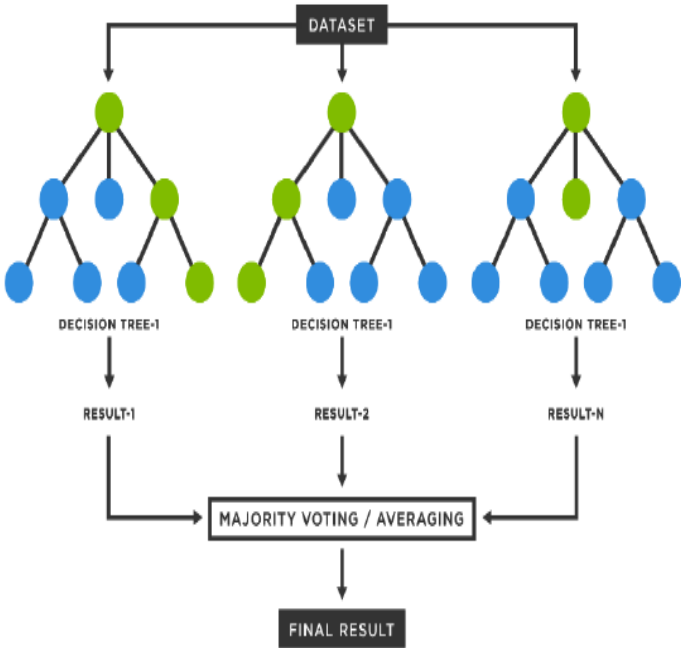 DATASET
DECISION TREE-1
DECISION TREE-1
DECISION TREE-1
RESULT-1
RESULT-2
RESULT-N
MAJORITY VOTING / AVERAGING
FINAL RESULT